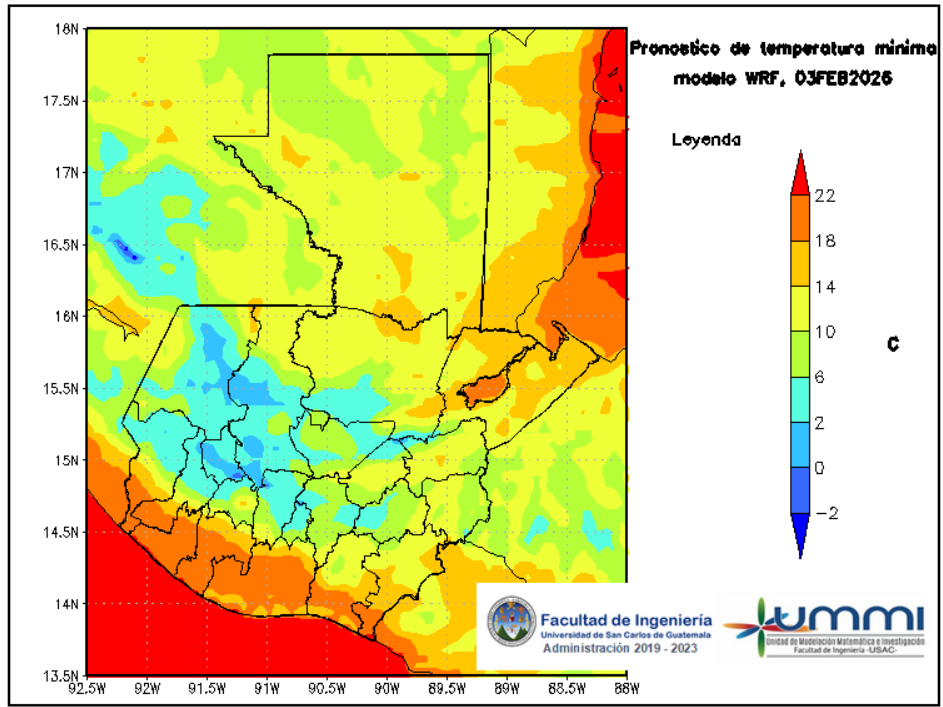 Pronostico de temperatura minima
modelo WRF, 03FEB2026
Leyenda
22
18
14
10
6
2
0
−2
C
18N
17.5N
17N
16.5N
16N
15.5N
15N
14.5N
14N
13.5N
92.5W 92W 91.5W 91W 90.5W 90W 89.5W 89W 88.5W 88W
Facultad de Ingeniería
Universidad de San Carlos de Guatemala
Administración 2019 - 2023
UMMI
Unidad de Modelación Matemática e Investigación
Facultad de Ingeniería -USAC-